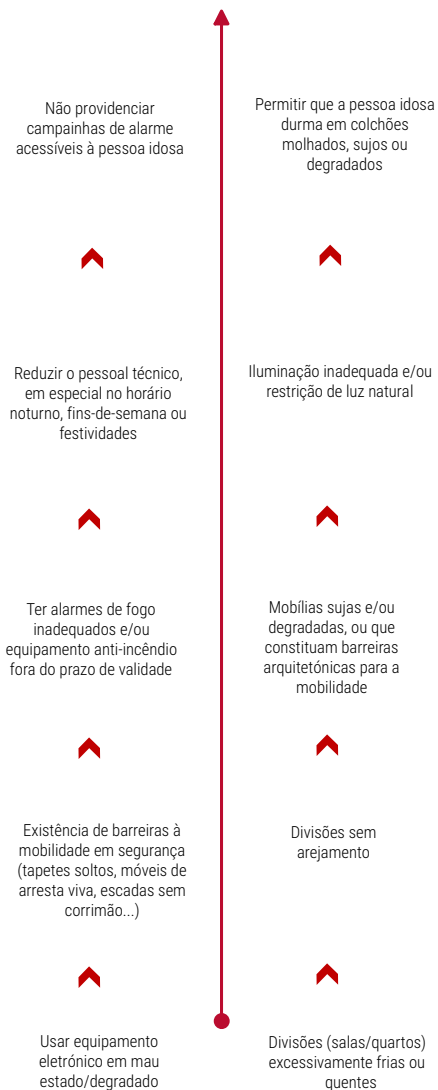 Não providenciar
campainhas de alarme
acessíveis à pessoa idosa
Permitir que a pessoa idosa
durma em colchões
molhados, sujos ou
degradados
Reduzir o pessoal técnico,
em especial no horário
noturno, fins-de-semana ou
festividades
Iluminação inadequada e/ou
restrição de luz natural
Ter alarmes de fogo
inadequados e/ou
equipamento anti-incêndio
fora do prazo de validade
Mobílias sujas e/ou
degradadas, ou que
constituam barreiras
arquitetónicas para a
mobilidade
Existência de barreiras à
mobilidade em segurança
(tapetes soltos, móveis de
arresta viva, escadas sem
corrimão...)
Divisões sem
arejamento
Usar equipamento
eletrónico em mau
estado/degradado
Divisões (salas/quartos)
excessivamente frias ou
quentes